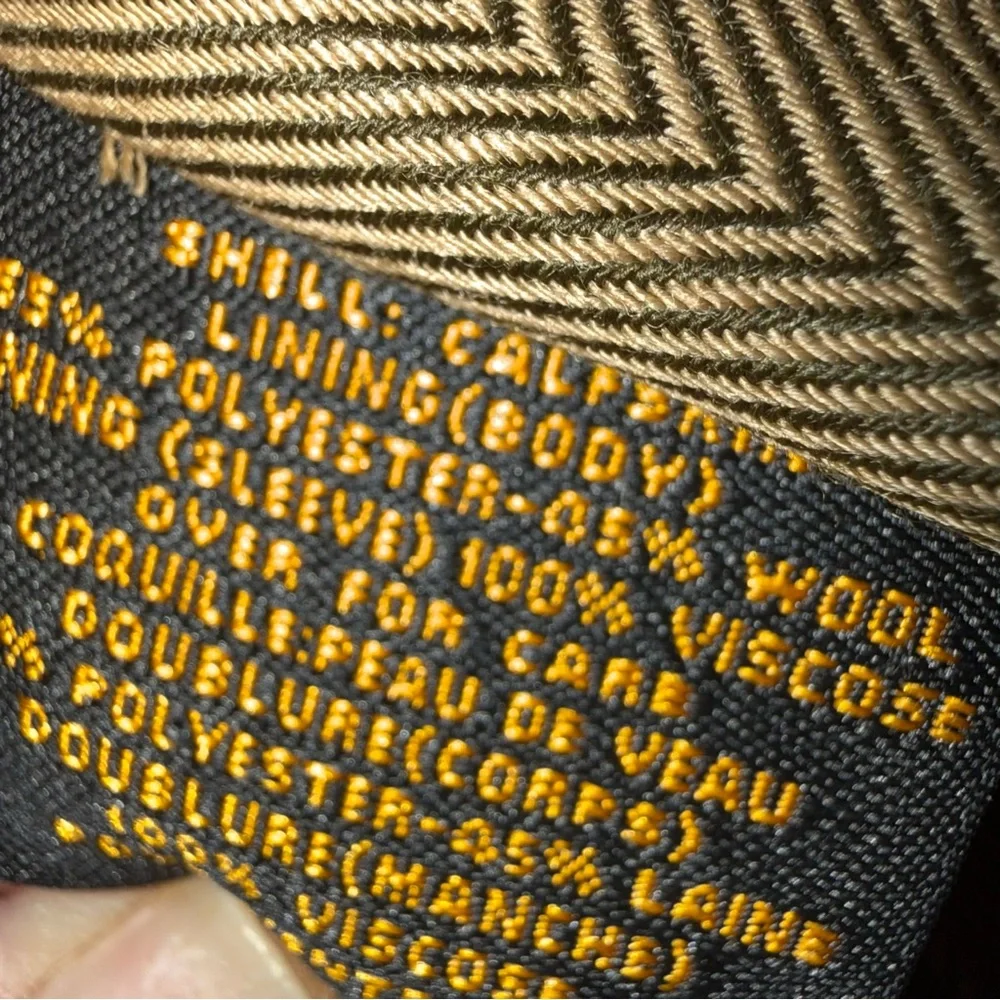 SHELL: CALFSKIN
LINING(BODY)
55% POLYESTER-45% WOOL
NING (SLEEVE) 100% VISCOSE
OVER FOR CARE
COQUILLE:PEAU DE VEAU
DOUBLURE(CORPS)
% POLYESTER-45% LAINE
DOUBLURE(MANCHE)
100% VISCOSE